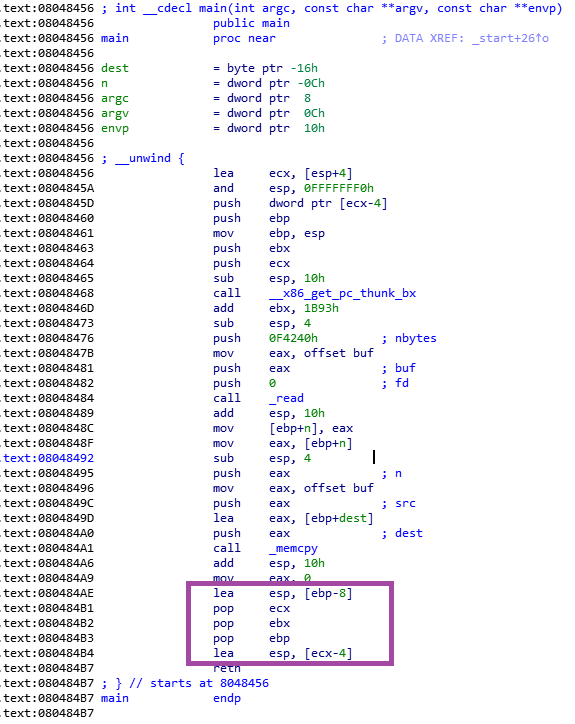 .text:08048456 ; int __cdecl main(int argc, const char **argv, const char **envp)
.text:08048456 public main
.text:08048456 main proc near ; DATA XREF: _start+26↑o
.text:08048456
.text:08048456 dest = byte ptr -16h
.text:08048456 n = dword ptr -0Ch
.text:08048456 argc = dword ptr 8
.text:08048456 argv = dword ptr 0Ch
.text:08048456 envp = dword ptr 10h
.text:08048456
.text:08048456 ; __unwind {
.text:08048456 lea ecx, [esp+4]
.text:0804845A and esp, 0FFFFFFF0h
.text:0804845D push dword ptr [ecx-4]
.text:08048460 push ebp
.text:08048461 mov ebp, esp
.text:08048463 push ebx
.text:08048464 push ecx
.text:08048465 sub esp, 10h
.text:08048468 call __x86_get_pc_thunk_bx
.text:0804846D add ebx, 1B93h
.text:08048473 sub esp, 4
.text:08048476 push 0F4240h ; nbytes
.text:0804847B mov eax, offset buf
.text:08048481 push eax ; buf
.text:08048482 push 0 ; fd
.text:08048484 call _read
.text:08048489 add esp, 10h
.text:0804848C mov [ebp+n], eax
.text:0804848F mov eax, [ebp+n]
.text:08048492 sub esp, 4
.text:08048495 push eax ; n
.text:08048496 mov eax, offset buf
.text:0804849C push eax ; src
.text:0804849D lea eax, [ebp+dest]
.text:080484A0 push eax ; dest
.text:080484A1 call _memcpy
.text:080484A6 add esp, 10h
.text:080484A9 mov eax, 0
.text:080484AE lea esp, [ebp-8]
.text:080484B1 pop ecx
.text:080484B2 pop ebx
.text:080484B3 pop ebp
.text:080484B4 lea esp, [ecx-4]
.text:080484B7 retn
.text:080484B7 ; } // starts at 8048456
.text:080484B7 main endp
.text:080484B7